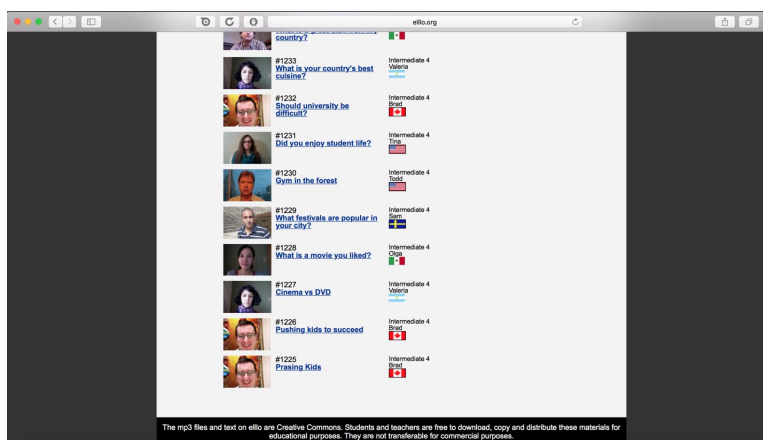 elllo.org
country?
#1233
What is your country's best
cuisine?
Intermediate 4
Valeria
#1232
Should university be
difficult?
Intermediate 4
Brad
#1231
Did you enjoy student life?
Intermediate 4
Tina
#1230
Gym in the forest
Intermediate 4
Todd
#1229
What festivals are popular in
your city?
Intermediate 4
Sam
#1228
What is a movie you liked?
Intermediate 4
Olga
#1227
Cinema vs DVD
Intermediate 4
Valeria
#1226
Pushing kids to succeed
Intermediate 4
Brad
#1225
Prasing Kids
Intermediate 4
Brad
The mp3 files and text on elllo are Creative Commons. Students and teachers are free to download, copy and distribute these materials for
educational purposes. They are not transferable for commercial purposes.